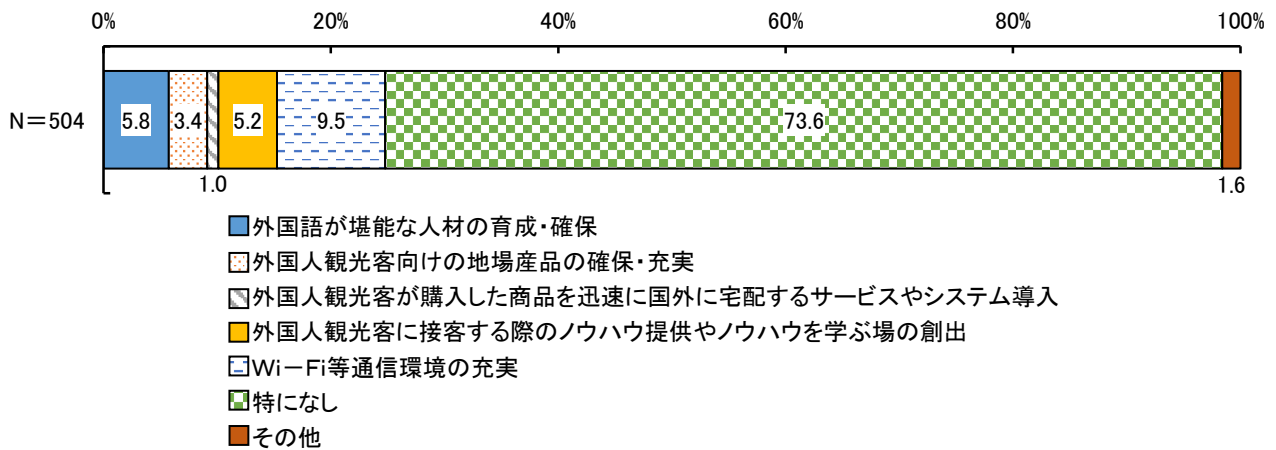 0% 20% 40% 60% 80% 100%
N=504 5.8 3.4 5.2 9.5 73.6
1.0 1.6
外国語が堪能な人材の育成・確保
外国人観光客向けの地場産品の確保・充実
外国人観光客が購入した商品を迅速に国外に宅配するサービスやシステム導入
外国人観光客に接客する際のノウハウ提供やノウハウを学ぶ場の創出
Wi-Fi等通信環境の充実
特になし
その他